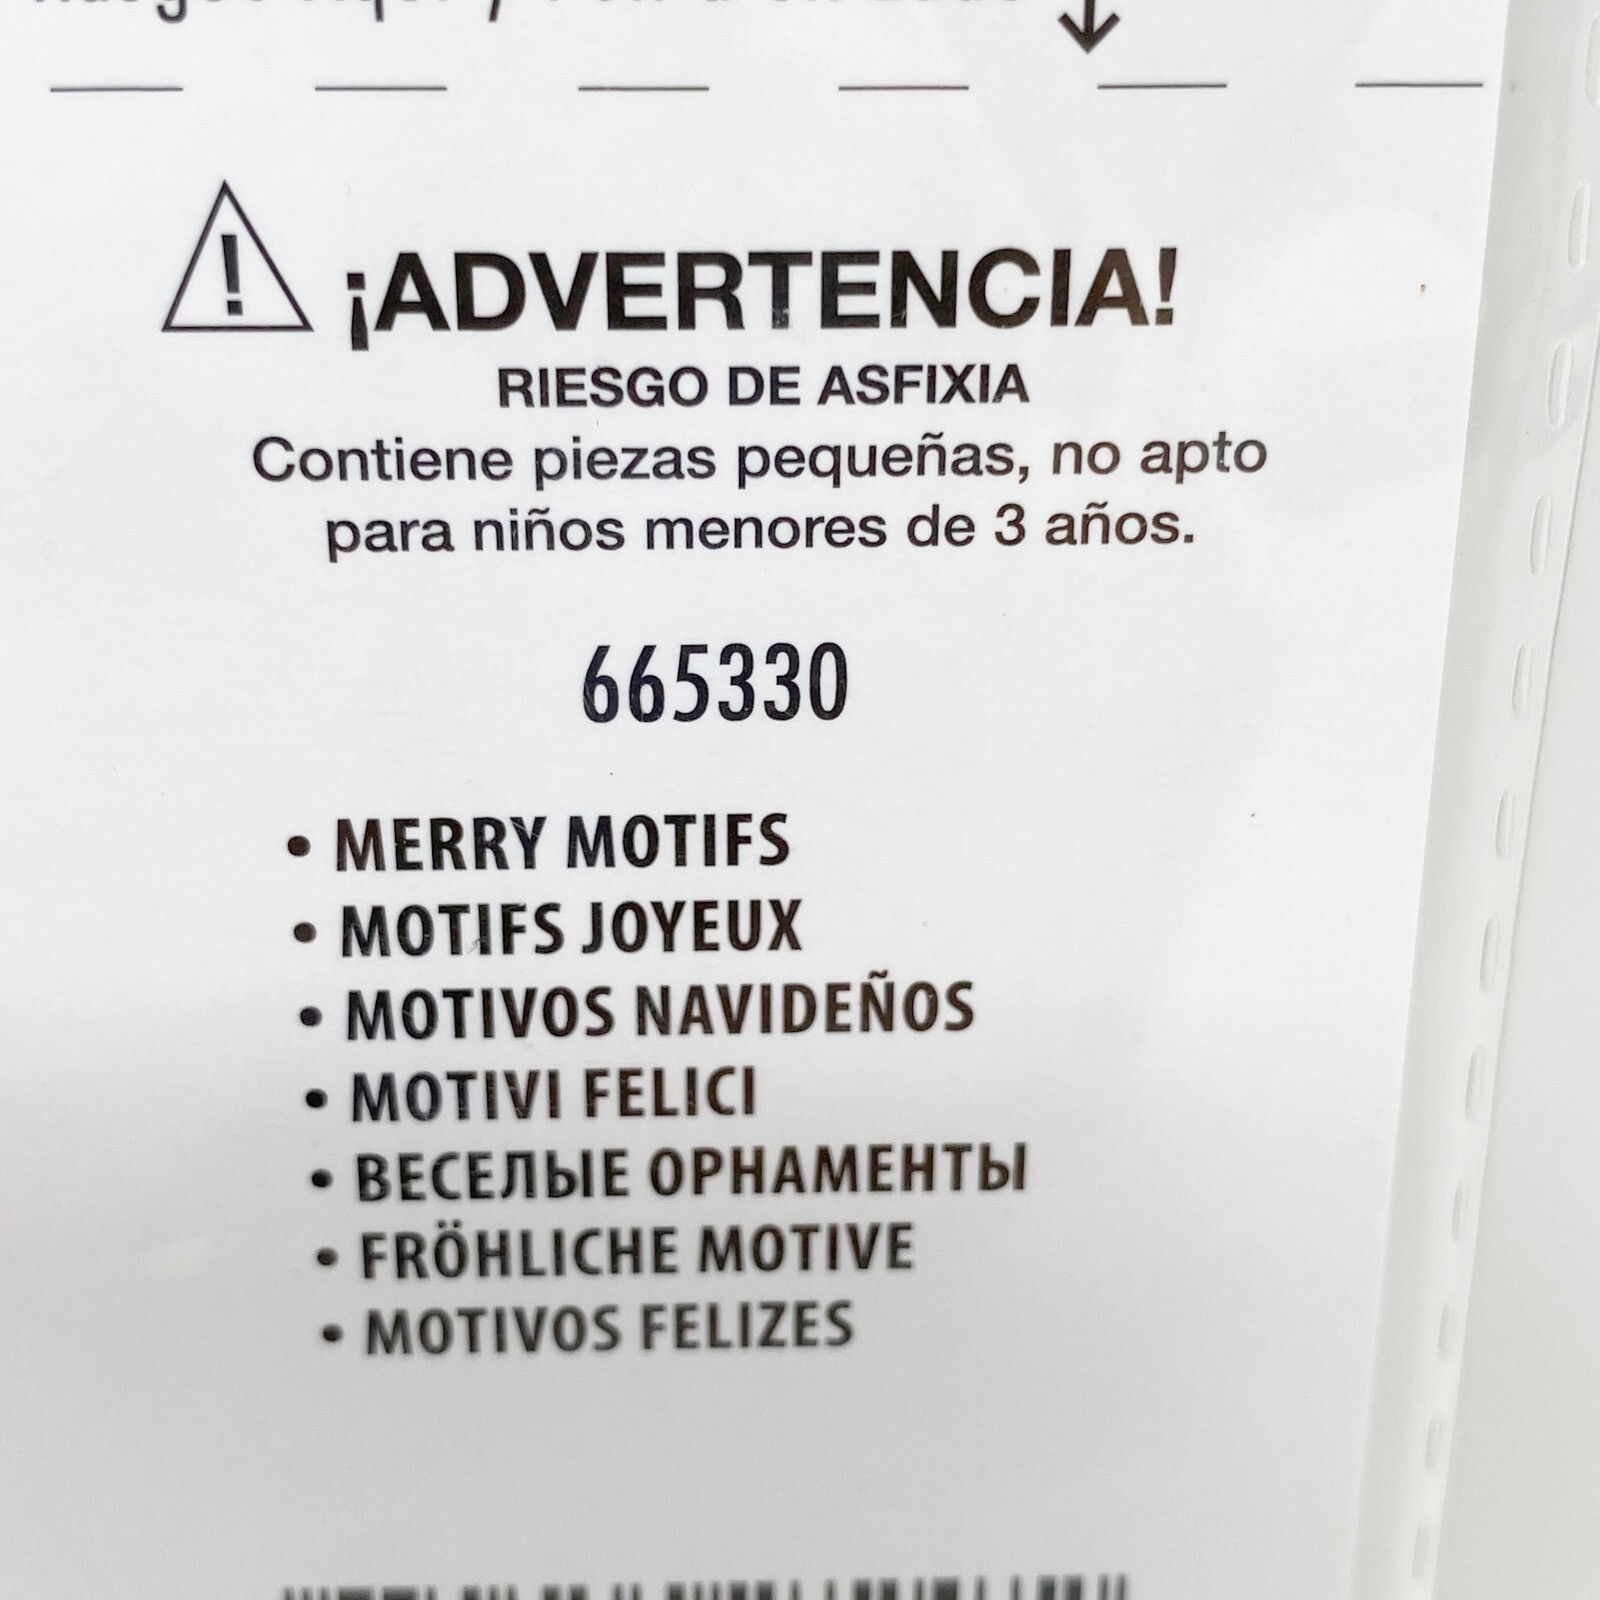 ¡ADVERTENCIA!
RIESGO DE ASFIXIA
Contiene piezas pequeñas, no apto
para niños menores de 3 años.
665330
• MERRY MOTIFS
• MOTIFS JOYEUX
• MOTIVOS NAVIDEÑOS
• MOTIVI FELICI
• ВЕСЕЛЫЕ ОРНАМЕНТЫ
• FRÖHLICHE MOTIVE
• MOTIVOS FELIZES